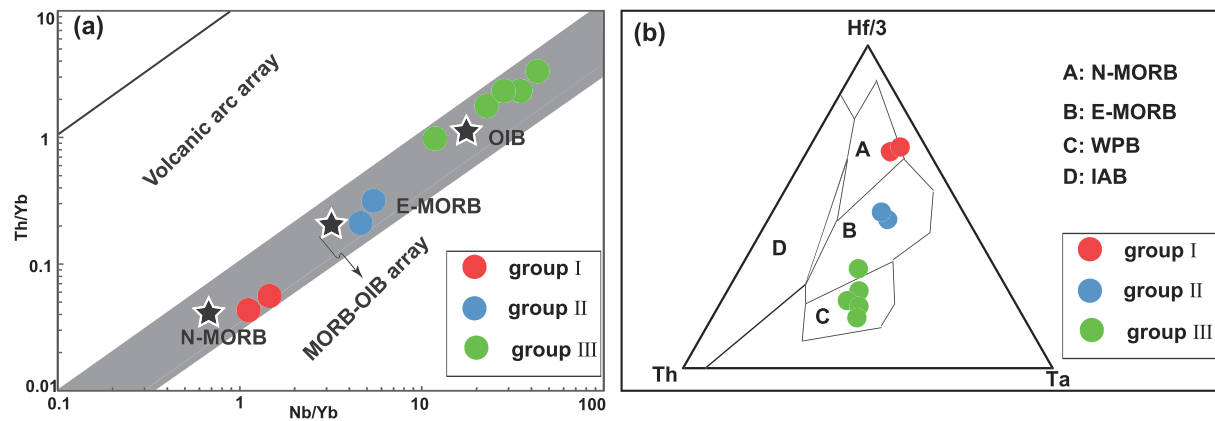 (a)
10
1
0.1
0.01
Th/Yb
Volcanic arc array
OIB
E-MORB
MORB-OIB array
N-MORB
group I
group II
group III
0.1
1
10
100
Nb/Yb
(b)
Hf/3
A: N-MORB
B: E-MORB
C: WPB
D: IAB
A
B
D
C
group I
group II
group III
Th
Ta